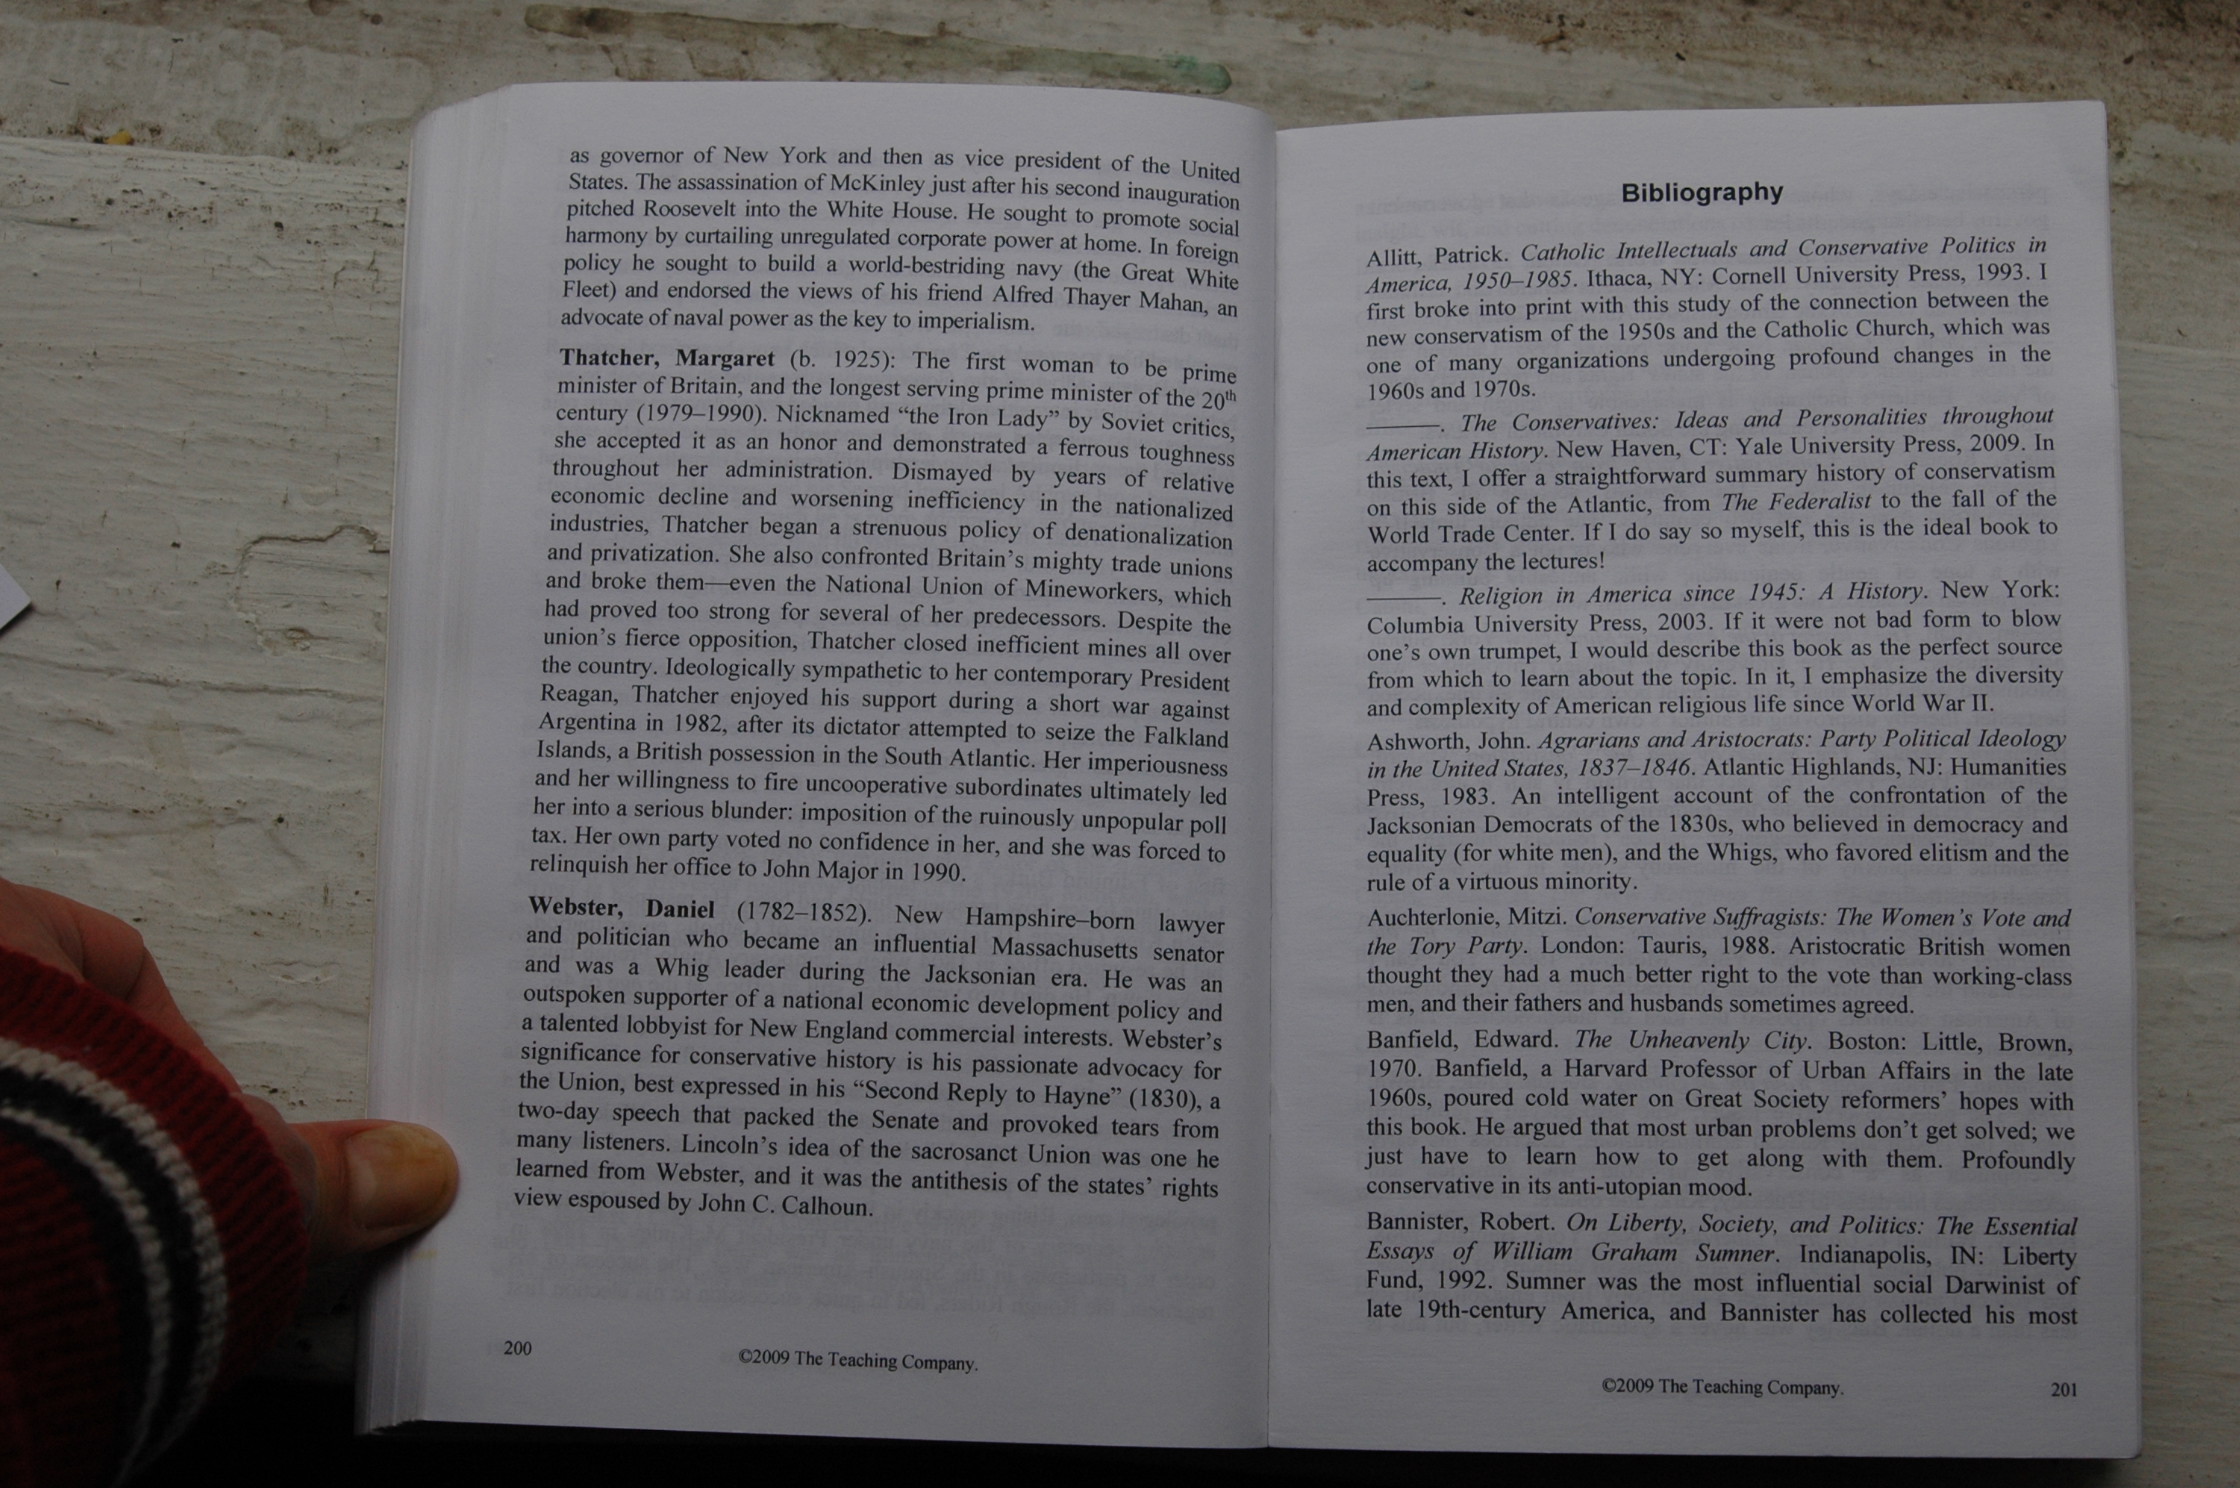 as governor of New York and then as vice president of the United
States. The assassination of McKinley just after his second inauguration
pitched Roosevelt into the White House. He sought to promote social
harmony by curtailing unregulated corporate power at home. In foreign
policy he sought to build a world-bestriding navy (the Great White
Fleet) and endorsed the views of his friend Alfred Thayer Mahan, an
advocate of naval power as the key to imperialism.
Thatcher, Margaret (b. 1925): The first woman to be prime
minister of Britain, and the longest serving prime minister of the 20th
century (1979–1990). Nicknamed “the Iron Lady” by Soviet critics,
she accepted it as an honor and demonstrated a ferrous toughness
throughout her administration. Dismayed by years of relative
economic decline and worsening inefficiency in the nationalized
industries, Thatcher began a strenuous policy of denationalization
and privatization. She also confronted Britain’s mighty trade unions
and broke them—even the National Union of Mineworkers, which
had proved too strong for several of her predecessors. Despite the
union’s fierce opposition, Thatcher closed inefficient mines all over
the country. Ideologically sympathetic to her contemporary President
Reagan, Thatcher enjoyed his support during a short war against
Argentina in 1982, after its dictator attempted to seize the Falkland
Islands, a British possession in the South Atlantic. Her imperiousness
and her willingness to fire uncooperative subordinates ultimately led
her into a serious blunder: imposition of the ruinously unpopular poll
tax. Her own party voted no confidence in her, and she was forced to
relinquish her office to John Major in 1990.
Webster, Daniel (1782–1852). New Hampshire–born lawyer
and politician who became an influential Massachusetts senator
and was a Whig leader during the Jacksonian era. He was an
outspoken supporter of a national economic development policy and
a talented lobbyist for New England commercial interests. Webster’s
significance for conservative history is his passionate advocacy for
the Union, best expressed in his “Second Reply to Hayne” (1830), a
two-day speech that packed the Senate and provoked tears from
many listeners. Lincoln’s idea of the sacrosanct Union was one he
learned from Webster, and it was the antithesis of the states’ rights
view espoused by John C. Calhoun.
200
©2009 The Teaching Company.
Bibliography
Allitt, Patrick. Catholic Intellectuals and Conservative Politics in
America, 1950–1985. Ithaca, NY: Cornell University Press, 1993. I
first broke into print with this study of the connection between the
new conservatism of the 1950s and the Catholic Church, which was
one of many organizations undergoing profound changes in the
1960s and 1970s.
———. The Conservatives: Ideas and Personalities throughout
American History. New Haven, CT: Yale University Press, 2009. In
this text, I offer a straightforward summary history of conservatism
on this side of the Atlantic, from The Federalist to the fall of the
World Trade Center. If I do say so myself, this is the ideal book to
accompany the lectures!
———. Religion in America since 1945: A History. New York:
Columbia University Press, 2003. If it were not bad form to blow
one’s own trumpet, I would describe this book as the perfect source
from which to learn about the topic. In it, I emphasize the diversity
and complexity of American religious life since World War II.
Ashworth, John. Agrarians and Aristocrats: Party Political Ideology
in the United States, 1837–1846. Atlantic Highlands, NJ: Humanities
Press, 1983. An intelligent account of the confrontation of the
Jacksonian Democrats of the 1830s, who believed in democracy and
equality (for white men), and the Whigs, who favored elitism and the
rule of a virtuous minority.
Auchterlonie, Mitzi. Conservative Suffragists: The Women’s Vote and
the Tory Party. London: Tauris, 1988. Aristocratic British women
thought they had a much better right to the vote than working-class
men, and their fathers and husbands sometimes agreed.
Banfield, Edward. The Unheavenly City. Boston: Little, Brown,
1970. Banfield, a Harvard Professor of Urban Affairs in the late
1960s, poured cold water on Great Society reformers’ hopes with
this book. He argued that most urban problems don’t get solved; we
just have to learn how to get along with them. Profoundly
conservative in its anti-utopian mood.
Bannister, Robert. On Liberty, Society, and Politics: The Essential
Essays of William Graham Sumner. Indianapolis, IN: Liberty
Fund, 1992. Sumner was the most influential social Darwinist of
late 19th-century America, and Bannister has collected his most
©2009 The Teaching Company.
201